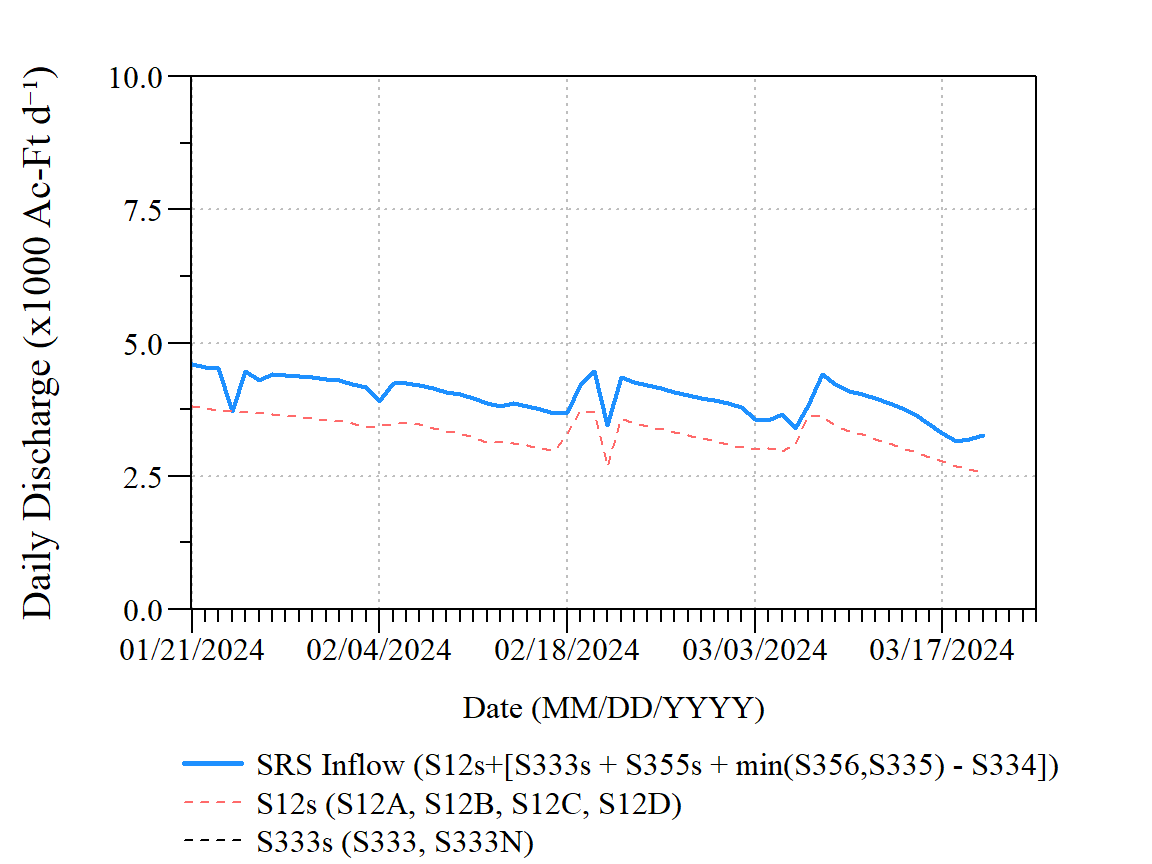 Daily Discharge (x1000 Ac-Ft d⁻¹)
10.0
7.5
5.0
2.5
0.0
01/21/2024 02/04/2024 02/18/2024 03/03/2024 03/17/2024
Date (MM/DD/YYYY)
SRS Inflow (S12s+[S333s + S355s + min(S356,S335) - S334])
S12s (S12A, S12B, S12C, S12D)
S333s (S333, S333N)